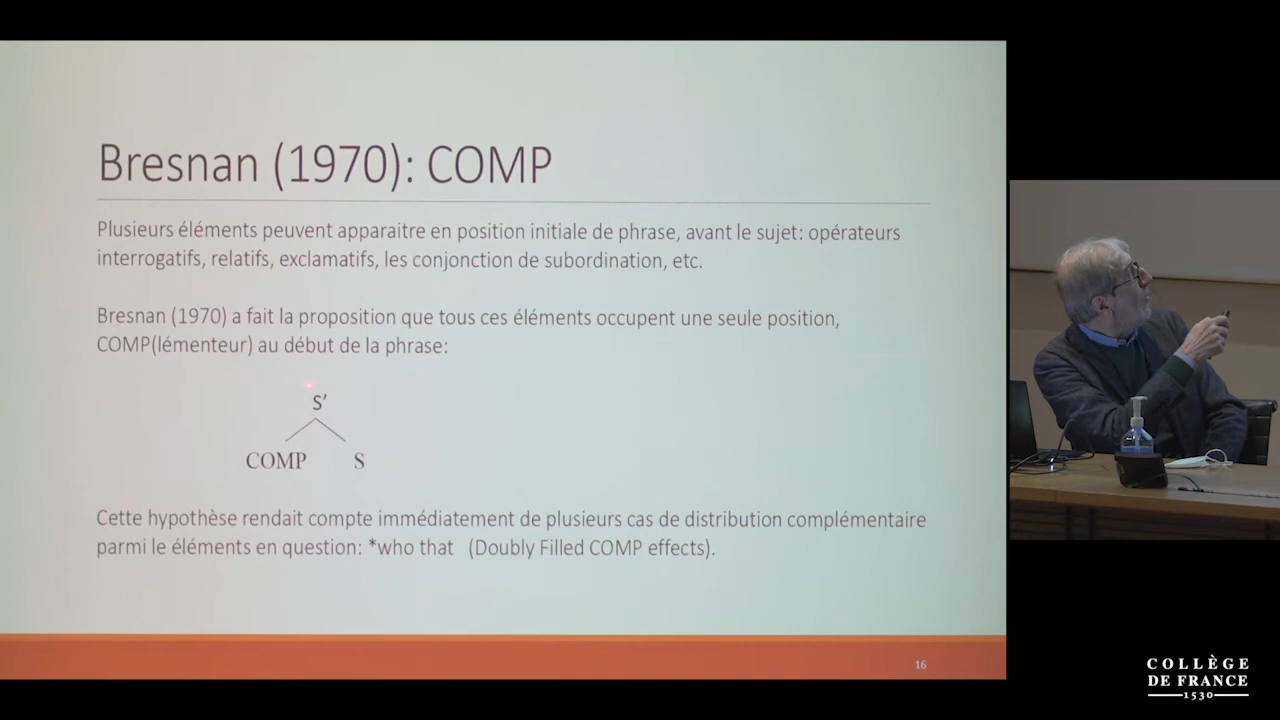 Bresnan (1970): COMP
Plusieurs éléments peuvent apparaitre en position initiale de phrase, avant le sujet: opérateurs
interrogatifs, relatifs, exclamatifs, les conjonction de subordination, etc.
Bresnan (1970) a fait la proposition que tous ces éléments occupent une seule position,
COMP(lémenteur) au début de la phrase:
S’
COMP S
Cette hypothèse rendait compte immédiatement de plusieurs cas de distribution complémentaire
parmi le éléments en question: *who that (Doubly Filled COMP effects).
16
COLLÈGE
DE FRANCE
1530